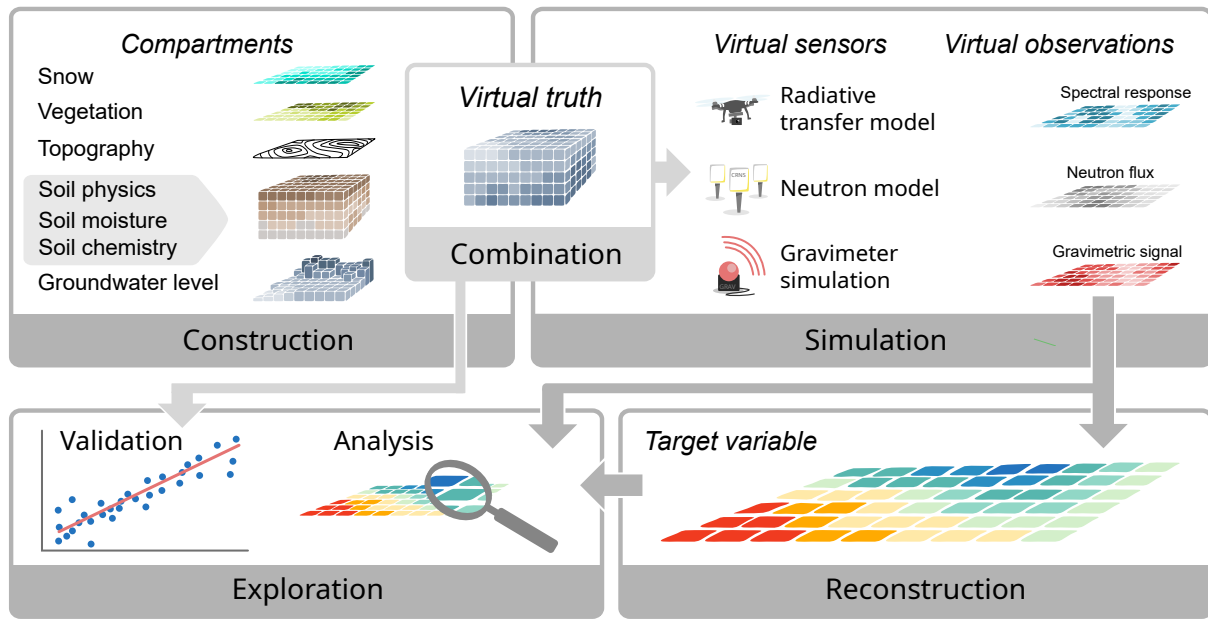 Compartments
Snow
Vegetation
Topography
Soil physics
Soil moisture
Soil chemistry
Groundwater level
Construction
Virtual truth
Combination
Virtual sensors
Virtual observations
Radiative
transfer model
Spectral response
CRNS
Neutron model
Neutron flux
GRAV
Gravimeter
simulation
Gravimetric signal
Simulation
Validation
Analysis
Exploration
Target variable
Reconstruction